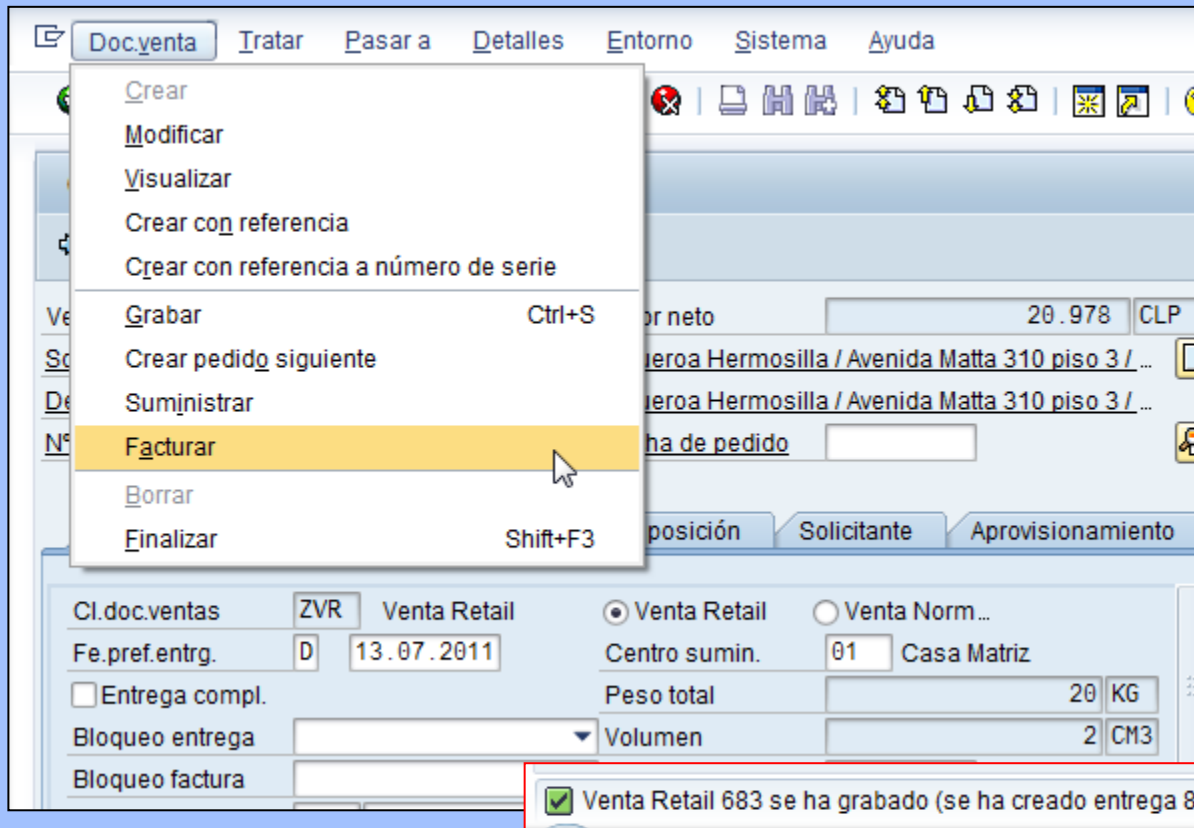 Doc.venta Tratar Pasar a Detalles Entorno Sistema Ayuda
Crear
Modificar
Visualizar
Crear con referencia
Crear con referencia a número de serie
Grabar Ctrl+S
or neto 20.978 CLP
Crear pedido siguiente
ueroa Hermosilla / Avenida Matta 310 piso 3 / ...
Suministrar
ueroa Hermosilla / Avenida Matta 310 piso 3 / ...
Nº
Facturar
ha de pedido
Borrar
Finalizar Shift+F3
posición Solicitante Aprovisionamiento
Cl.doc.ventas ZVR Venta Retail Venta Retail Venta Norm...
Fe.pref.entrg. D 13.07.2011 Centro sumin. 01 Casa Matriz
Entrega compl. Peso total 20 KG
Bloqueo entrega Volumen 2 CM3
Bloqueo factura
Venta Retail 683 se ha grabado (se ha creado entrega 8